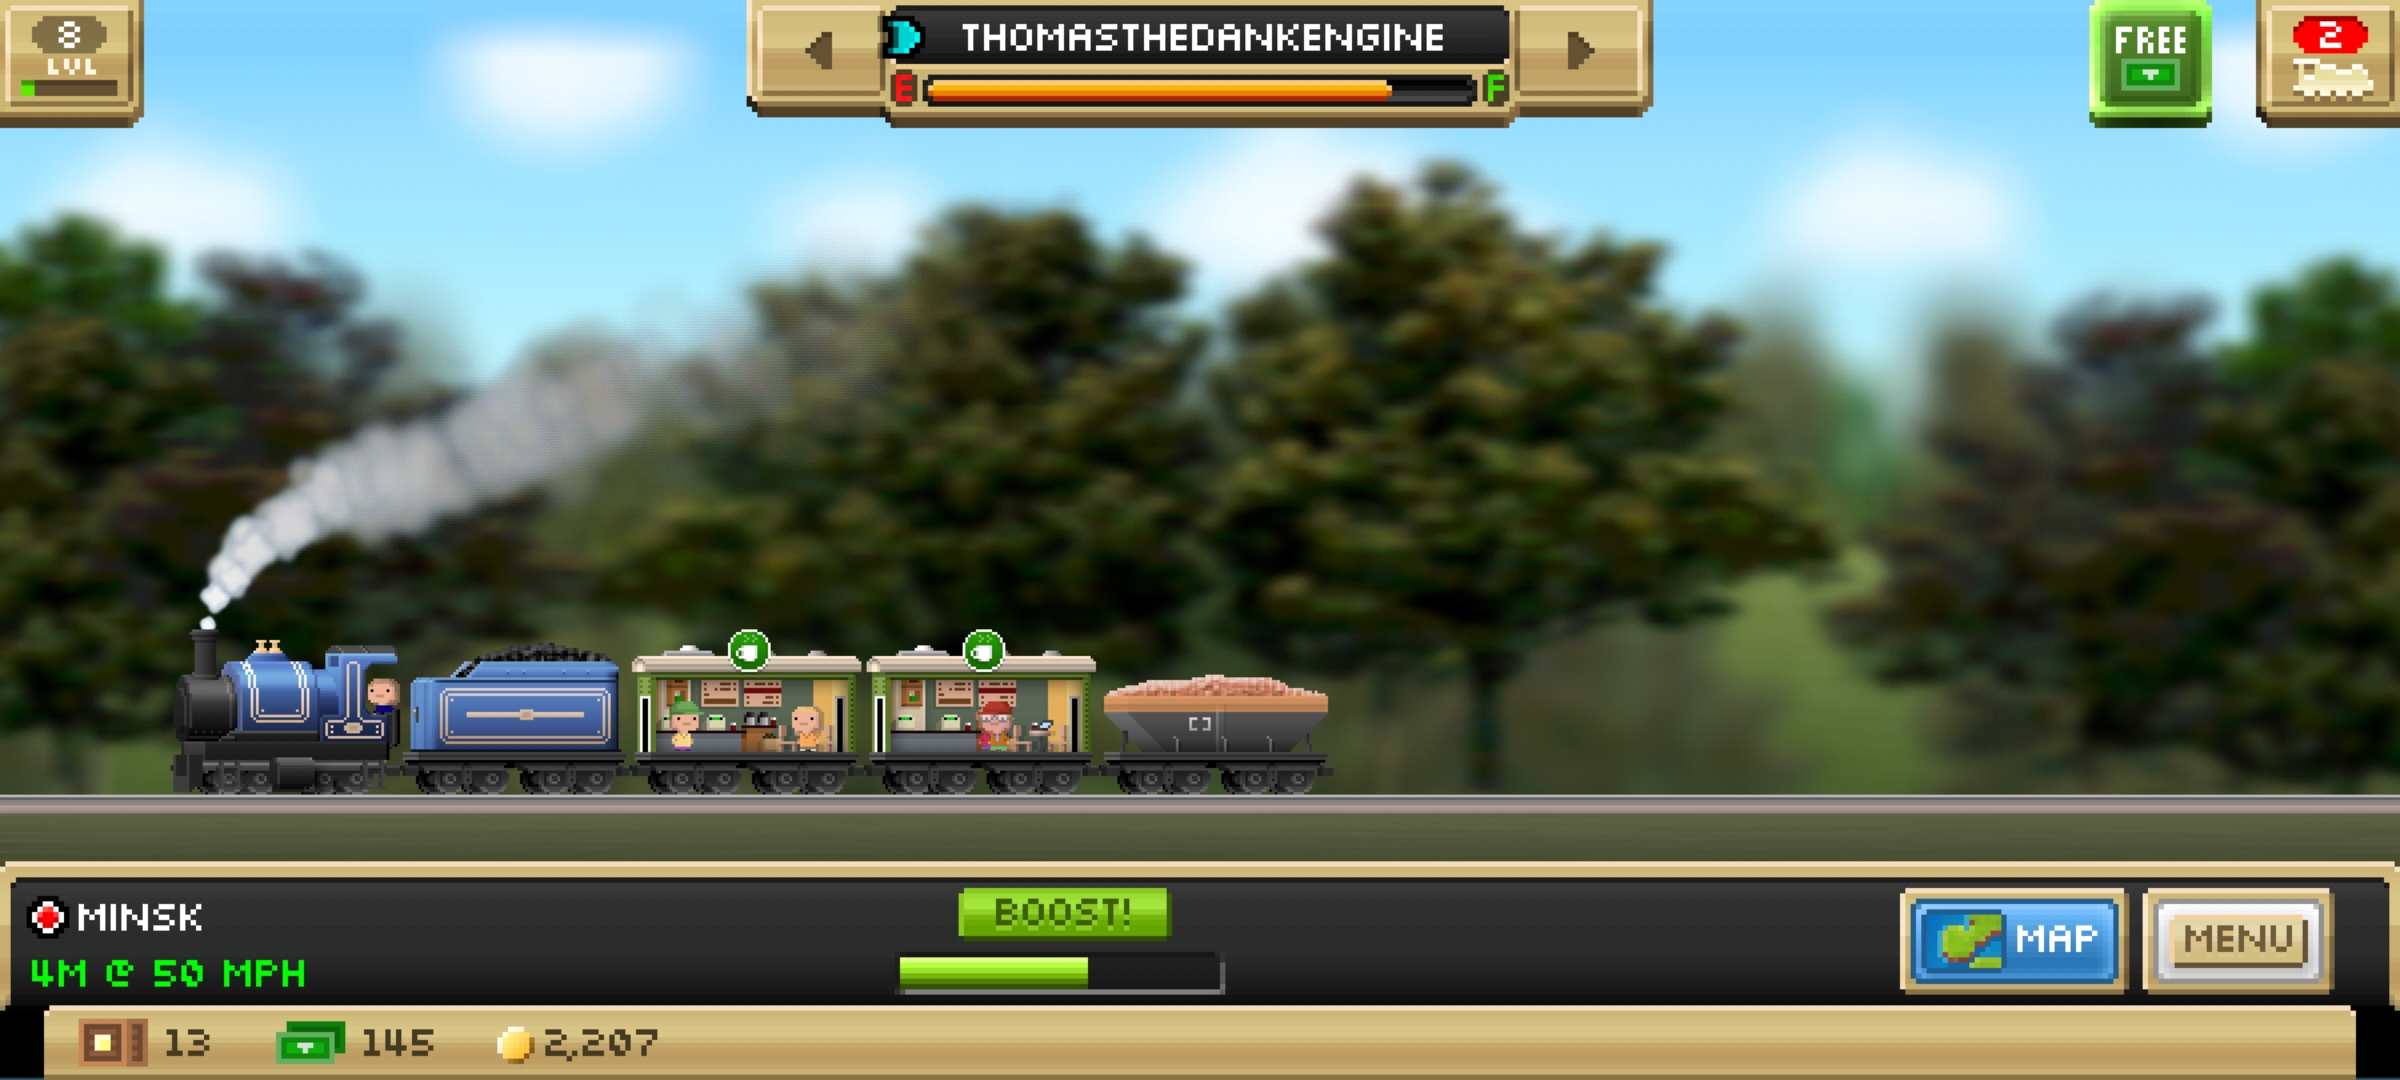 8
LVL
THOMASTHEDANKENGINE
E F
FREE
2
MINSK
4M @ 50 MPH
BOOST!
MAP
MENU
13 145 2,207